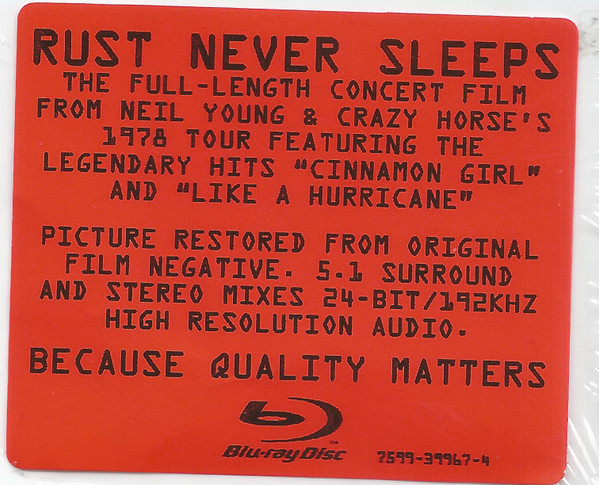 RUST NEVER SLEEPS
THE FULL-LENGTH CONCERT FILM
FROM NEIL YOUNG & CRAZY HORSE'S
1978 TOUR FEATURING THE
LEGENDARY HITS "CINNAMON GIRL"
AND "LIKE A HURRICANE"
PICTURE RESTORED FROM ORIGINAL
FILM NEGATIVE. 5.1 SURROUND
AND STEREO MIXES 24-BIT/192KHZ
HIGH RESOLUTION AUDIO.
BECAUSE QUALITY MATTERS
Blu-ray Disc™
7599-39967-4